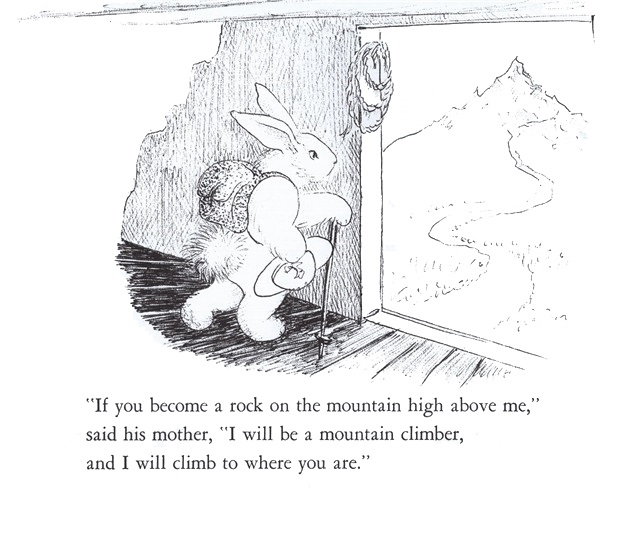 "If you become a rock on the mountain high above me,"
said his mother, "I will be a mountain climber,
and I will climb to where you are."